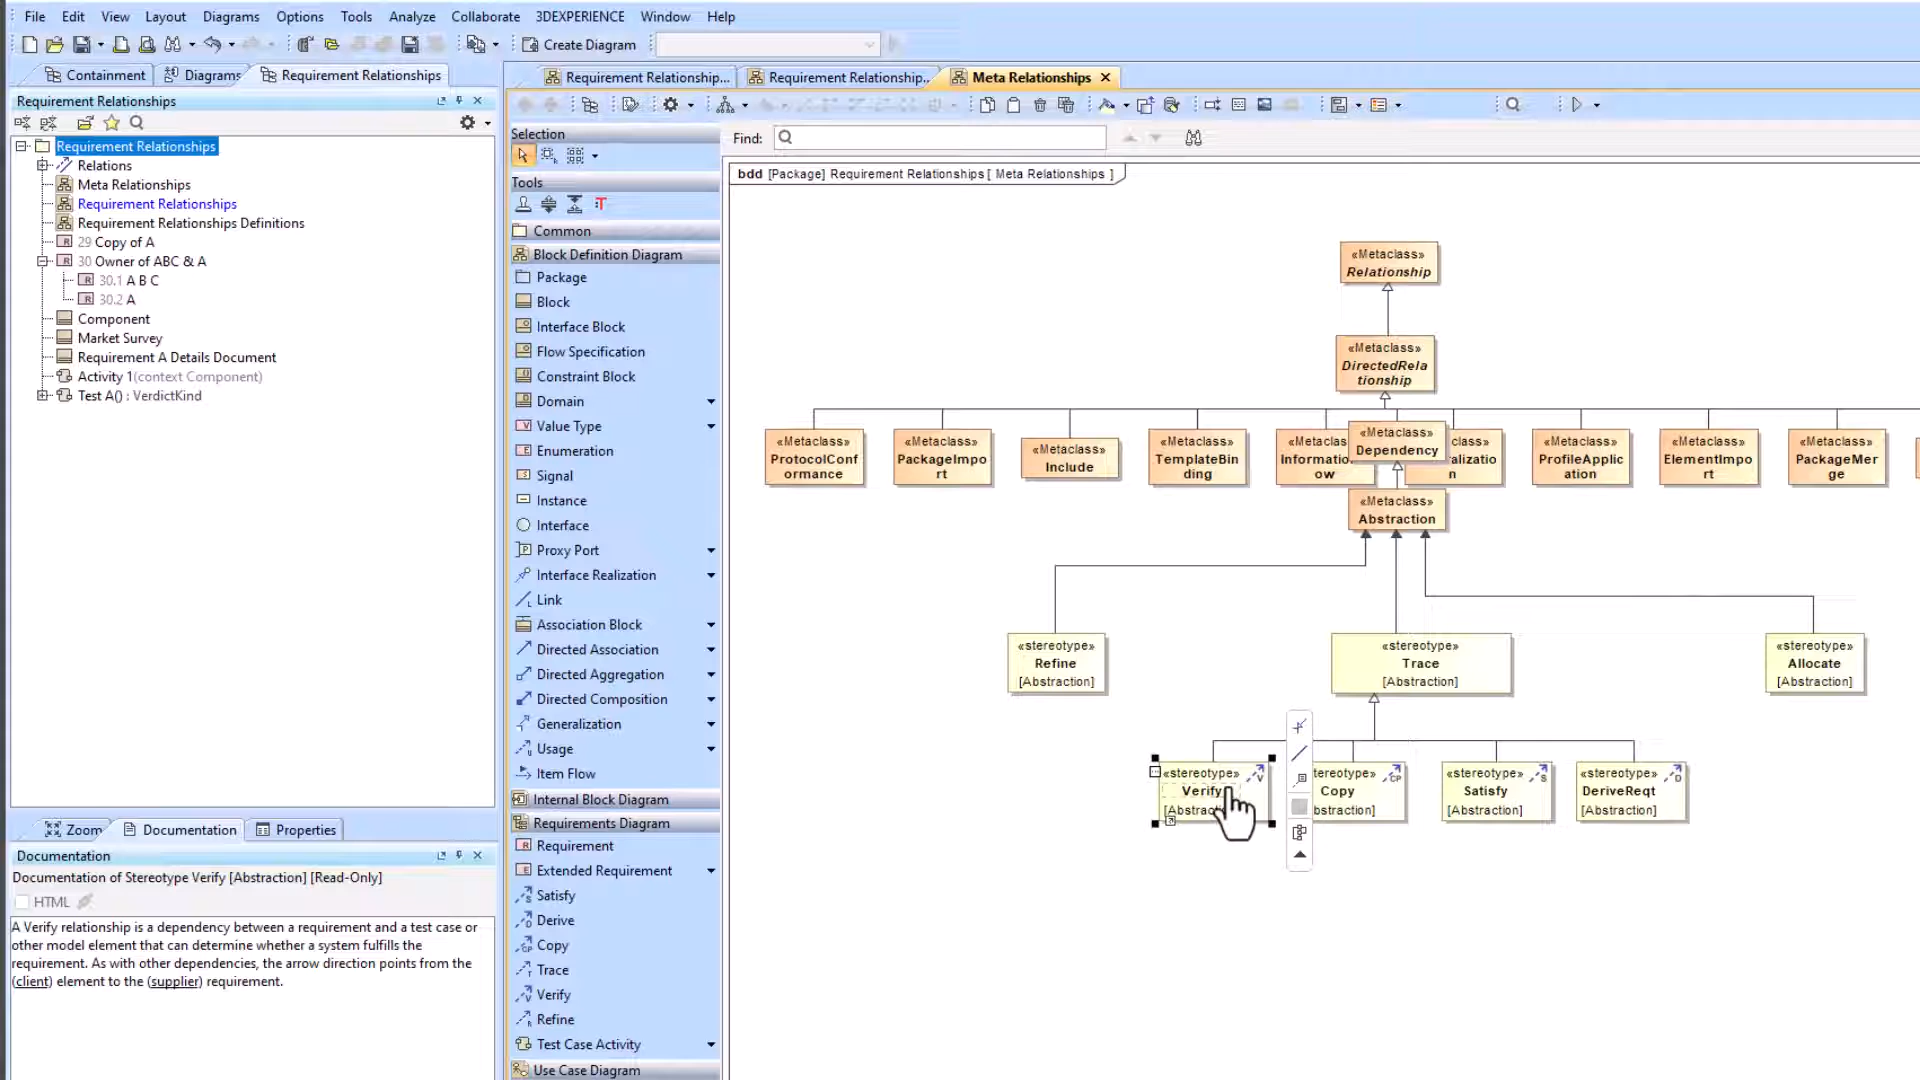 File Edit View Layout Diagrams Options Tools Analyze Collaborate 3DEXPERIENCE Window Help
Create Diagram
Containment Diagrams Requirement Relationships
Requirement Relationships
Requirement Relationships
Relations
Meta Relationships
Requirement Relationships
Requirement Relationships Definitions
29 Copy of A
30 Owner of ABC & A
30.1 A B C
30.2 A
Component
Market Survey
Requirement A Details Document
Activity 1(context Component)
Test A() : VerdictKind
Zoom Documentation Properties
Documentation
Documentation of Stereotype Verify [Abstraction] [Read-Only]
HTML
A Verify relationship is a dependency between a requirement and a test case or
other model element that can determine whether a system fulfills the
requirement. As with other dependencies, the arrow direction points from the
(client) element to the (supplier) requirement.
Requirement Relationship... Requirement Relationship... Meta Relationships
Selection
Tools
Common
Block Definition Diagram
Package
Block
Interface Block
Flow Specification
Constraint Block
Domain
Value Type
Enumeration
Signal
Instance
Interface
Proxy Port
Interface Realization
Link
Association Block
Directed Association
Directed Aggregation
Directed Composition
Generalization
Usage
Item Flow
Internal Block Diagram
Requirements Diagram
Requirement
Extended Requirement
Satisfy
Derive
Copy
Trace
Verify
Refine
Test Case Activity
Use Case Diagram
Find:
bdd [Package] Requirement Relationships [ Meta Relationships ]
«Metaclass»
Relationship
«Metaclass»
DirectedRela
tionship
«Metaclass»
ProtocolConf
ormance
«Metaclass»
PackageImpo
rt
«Metaclass»
Include
«Metaclass»
TemplateBin
ding
«Metaclas
Informatio
ow
«Metaclass»
Dependency
class»
alizatio
n
«Metaclass»
ProfileApplic
ation
«Metaclass»
ElementImpo
rt
«Metaclass»
PackageMer
ge
«Metaclass»
Abstraction
«stereotype»
Refine
[Abstraction]
«stereotype»
Trace
[Abstraction]
«stereotype»
Allocate
[Abstraction]
«stereotype»
Verify
[Abstractio
tereotype»
Copy
bstraction]
«stereotype»
Satisfy
[Abstraction]
«stereotype»
DeriveReqt
[Abstraction]